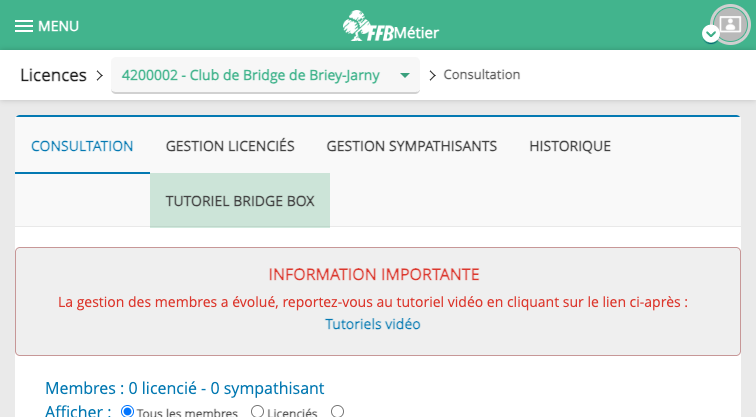 MENU
FFBMétier
Licences > 4200002 - Club de Bridge de Briey-Jarny > Consultation
CONSULTATION GESTION LICENCIÉS GESTION SYMPATHISANTS HISTORIQUE
TUTORIEL BRIDGE BOX
INFORMATION IMPORTANTE
La gestion des membres a évolué, reportez-vous au tutoriel vidéo en cliquant sur le lien ci-après :
Tutoriels vidéo
Membres : 0 licencié - 0 sympathisant
Afficher : Tous les membres Licenciés